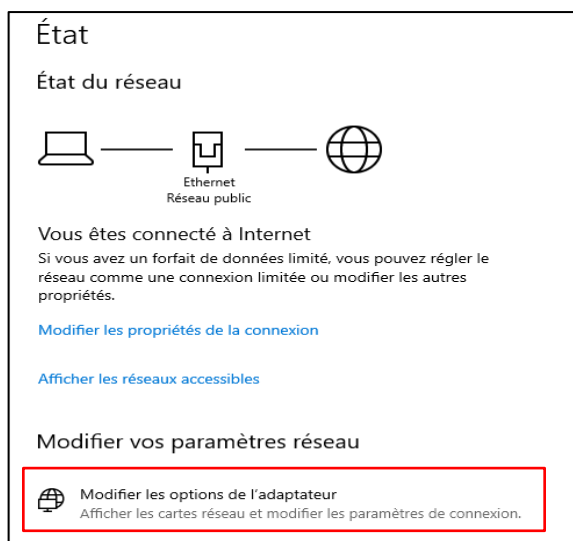 État
État du réseau
Ethernet
Réseau public
Vous êtes connecté à Internet
Si vous avez un forfait de données limité, vous pouvez régler le
réseau comme une connexion limitée ou modifier les autres
propriétés.
Modifier les propriétés de la connexion
Afficher les réseaux accessibles
Modifier vos paramètres réseau
Modifier les options de l’adaptateur
Afficher les cartes réseau et modifier les paramètres de connexion.